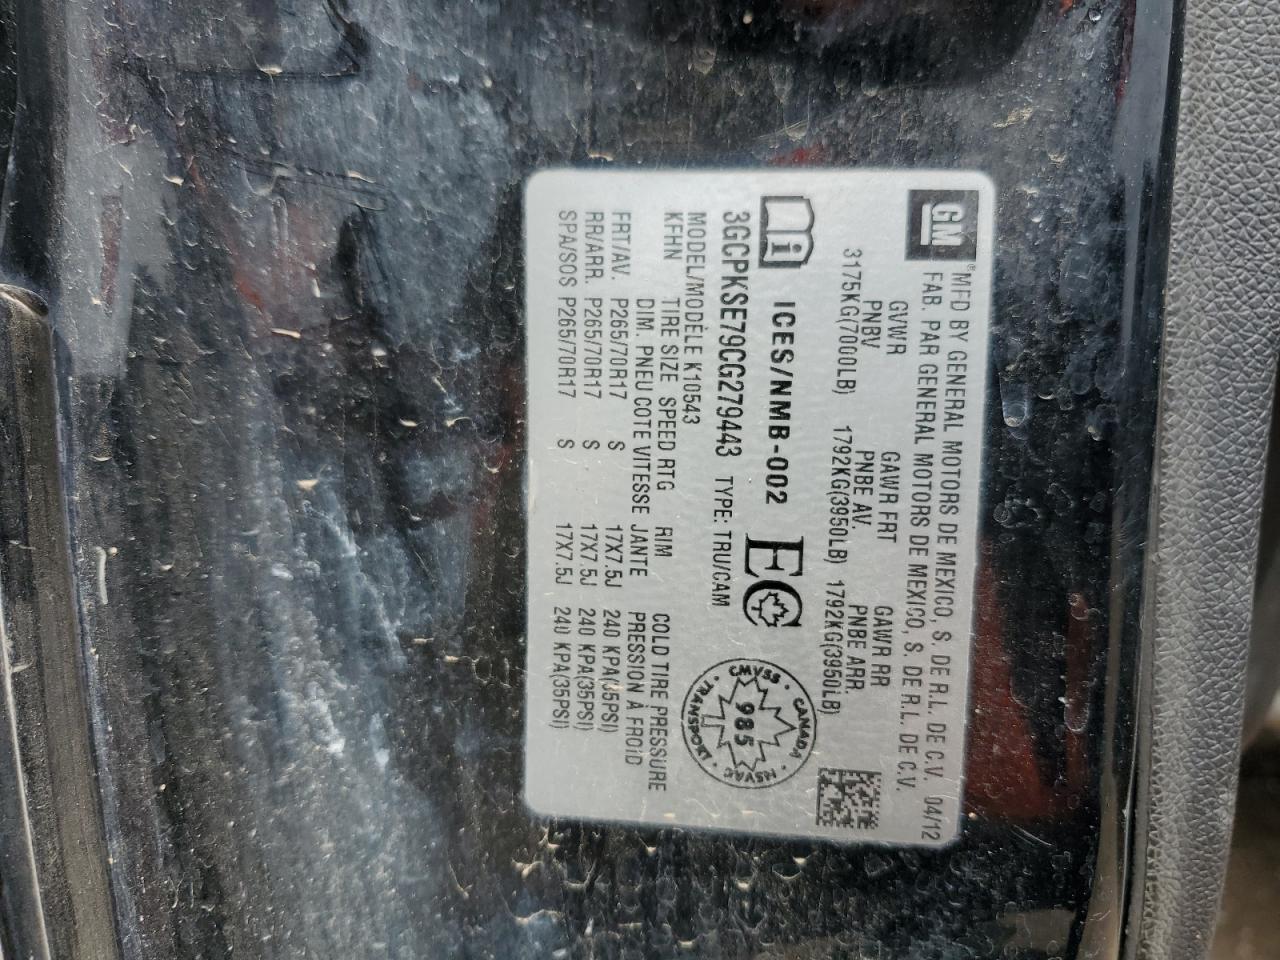 GM
® MFD BY GENERAL MOTORS DE MEXICO, S. DE R.L. DE C.V. 04/12
FAB. PAR GENERAL MOTORS DE MEXICO, S. DE R.L. DE C.V.
GVWR GAWR FRT GAWR RR
PNBV PNBE AV. PNBE ARR.
3175KG(7000LB) 1792KG(3950LB) 1792KG(3950LB)
i ICES/NMB-002 EC
3GCPKSE79CG279443 TYPE: TRU/CAM
CANADA · TRANSPORT · CMVSS · NSVAC
985
MODEL/MODÈLE K10543
KFHN TIRE SIZE SPEED RTG RIM COLD TIRE PRESSURE
DIM. PNEU COTE VITESSE JANTE PRESSION À FROID
FRT/AV. P265/70R17 S 17X7.5J 240 KPA(35PSI)
RR/ARR. P265/70R17 S 17X7.5J 240 KPA(35PSI)
SPA/SOS P265/70R17 S 17X7.5J 240 KPA(35PSI)